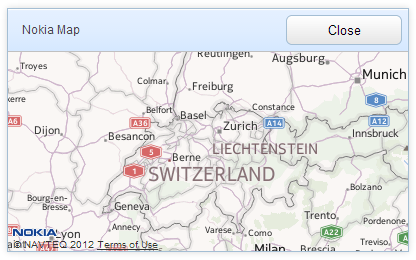 Nokia Map
Close
Reutlingen
Augsburg
Munich
Colmar
Freiburg
8
Belfort
Basel
Constance
A36
A14
A12
A6
Zurich
Dijon
Besancon
Innsbruck
5
LIECHTENSTEIN
Berne
1
SWITZERLAND
Bolzano
Bourg-en-
Bresse
Geneva
Trento
Annecy
Varese
Como
A22
Pordenone
NOKIA
Lyon
Milan
Brescia
© NAVTEQ 2012 Terms of Use